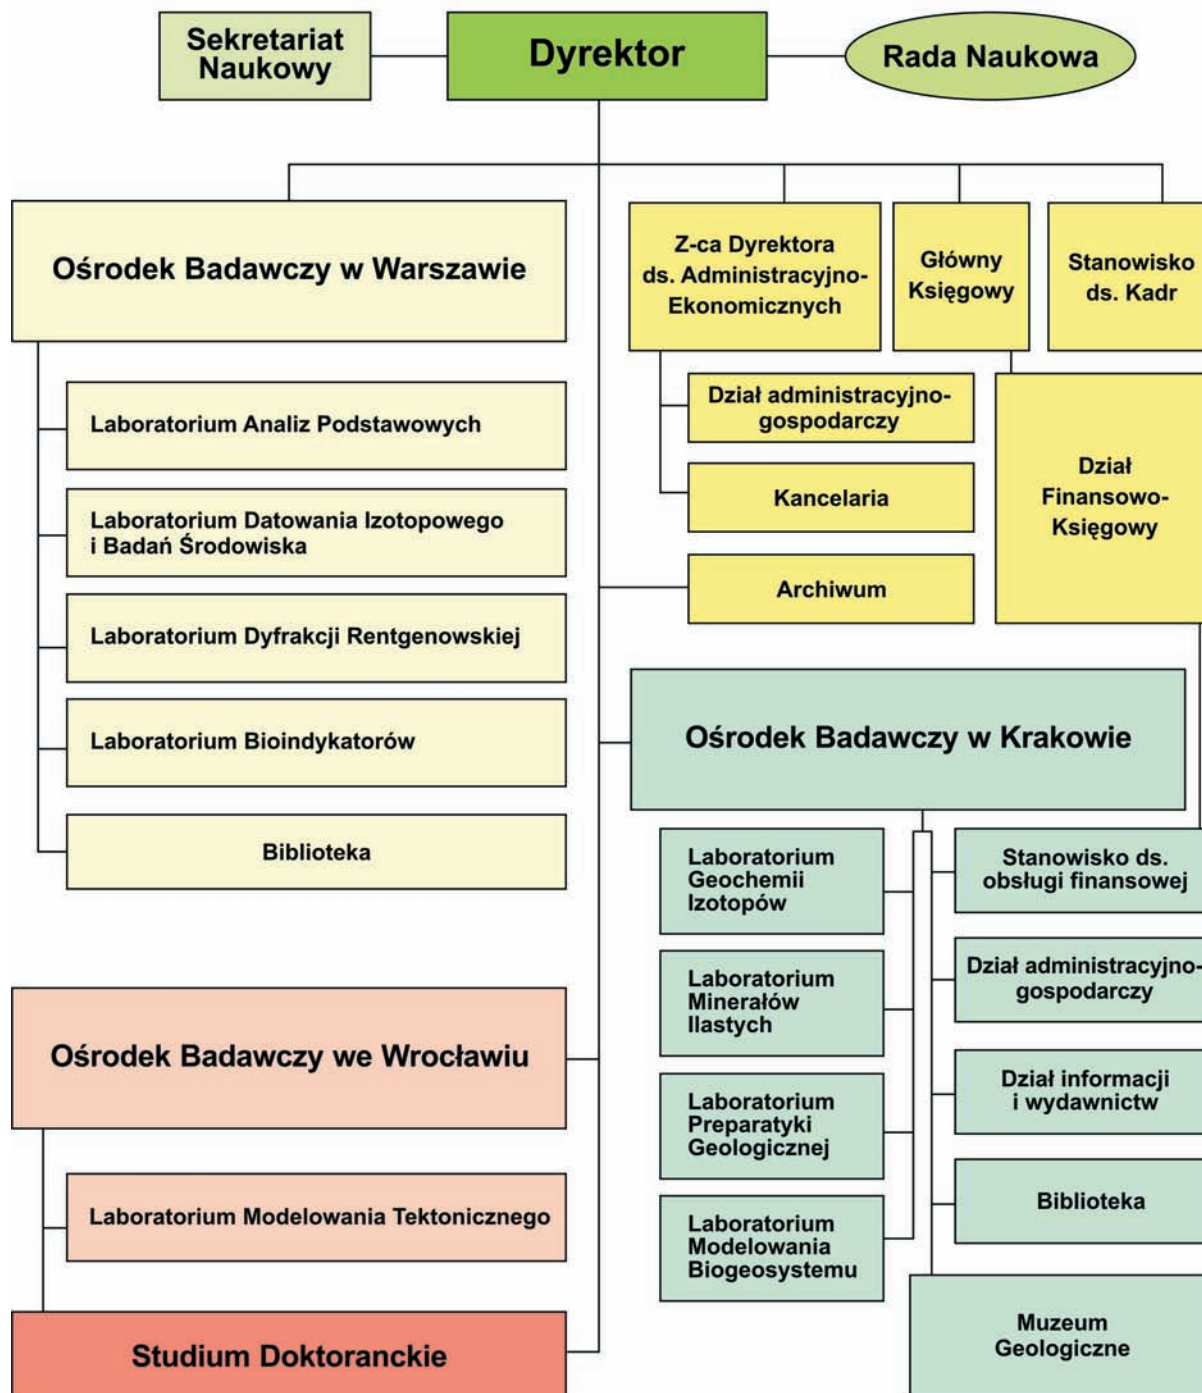 Sekretariat
Naukowy
Dyrektor
Rada Naukowa
Ośrodek Badawczy w Warszawie
Z-ca Dyrektora
ds. Administracyjno-
Ekonomicznych
Główny
Księgowy
Stanowisko
ds. Kadr
Laboratorium Analiz Podstawowych
Laboratorium Datowania Izotopowego
i Badań Środowiska
Laboratorium Dyfrakcji Rentgenowskiej
Laboratorium Bioindykatorów
Biblioteka
Dział administracyjno-
gospodarczy
Kancelaria
Archiwum
Dział
Finansowo-
Księgowy
Ośrodek Badawczy w Krakowie
Laboratorium
Geochemii
Izotopów
Laboratorium
Minerałów
Ilastych
Laboratorium
Preparatyki
Geologicznej
Laboratorium
Modelowania
Biogeosystemu
Stanowisko ds.
obsługi finansowej
Dział administracyjno-
gospodarczy
Dział informacji
i wydawnictw
Biblioteka
Muzeum
Geologiczne
Ośrodek Badawczy we Wrocławiu
Laboratorium Modelowania Tektonicznego
Studium Doktoranckie